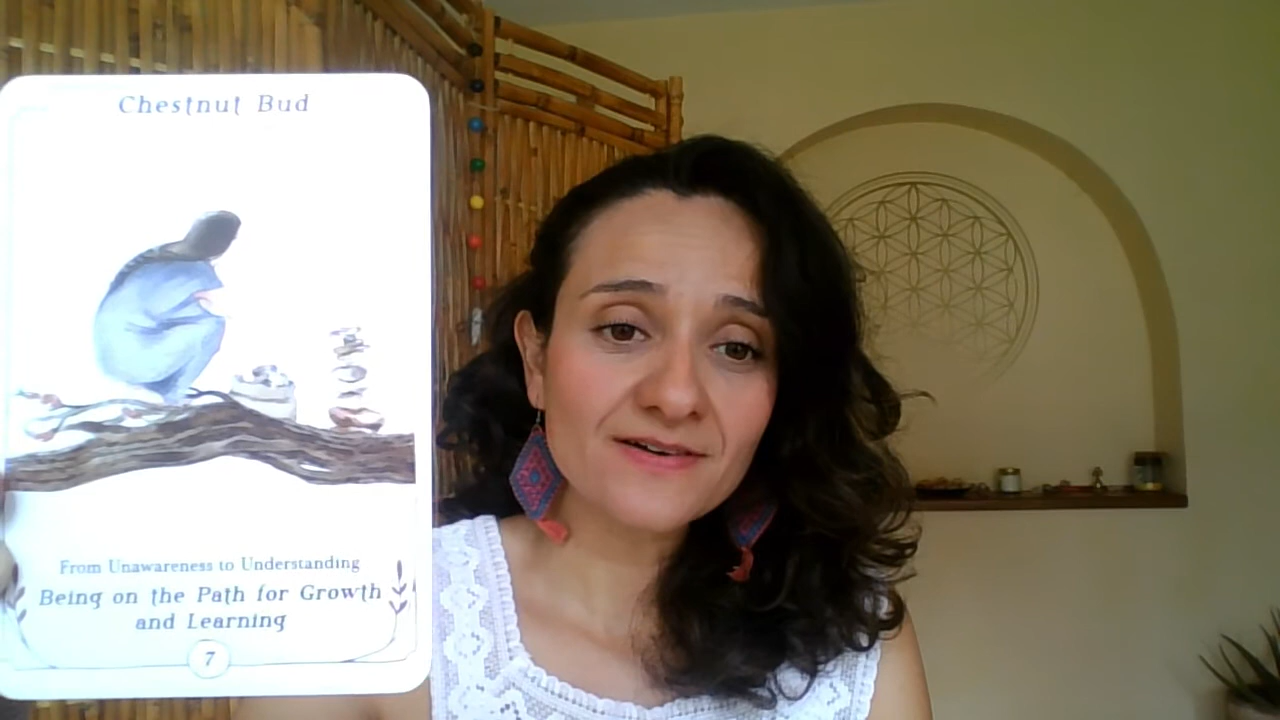 Chestnut Bud
From Unawareness to Understanding
Being on the Path for Growth
and Learning
7